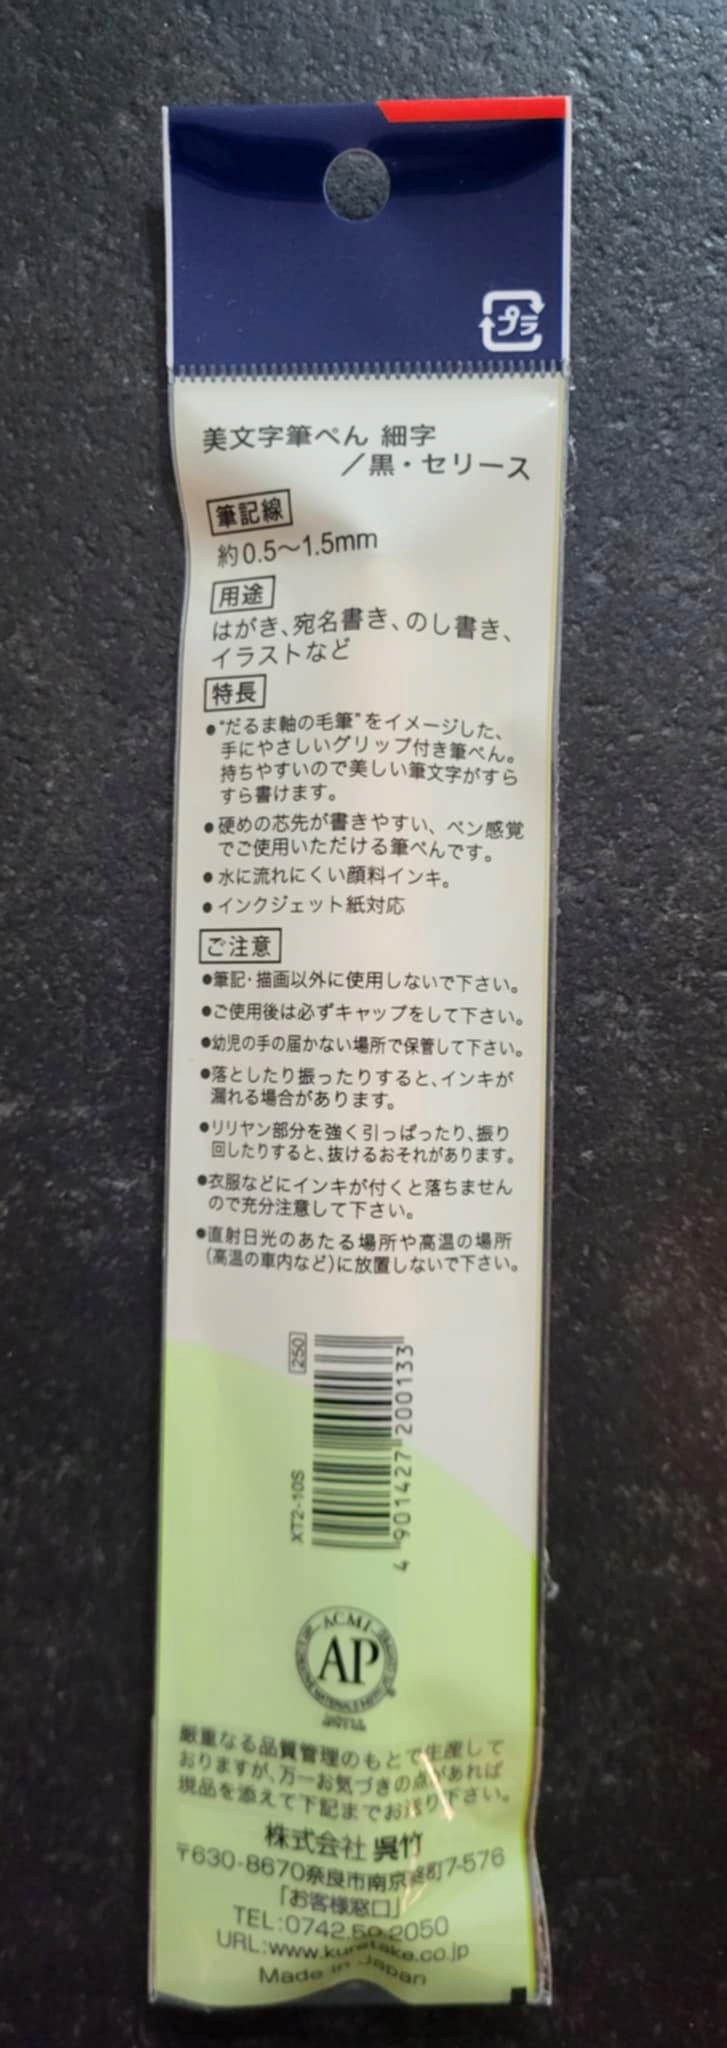 プラ
美文字筆ぺん 細字
／黒・セリース
筆記線
約0.5〜1.5mm
用途
はがき、宛名書き、のし書き、
イラストなど
特長
●“だるま軸の毛筆”をイメージした、
手にやさしいグリップ付き筆ぺん。
持ちやすいので美しい筆文字がすら
すら書けます。
●硬めの芯先が書きやすい、ペン感覚
でご使用いただける筆ぺんです。
●水に流れにくい顔料インキ。
●インクジェット紙対応
ご注意
●筆記・描画以外に使用しないで下さい。
●ご使用後は必ずキャップをして下さい。
●幼児の手の届かない場所で保管して下さい。
●落としたり振ったりすると、インキが
漏れる場合があります。
●リリヤン部分を強く引っぱったり、振り
回したりすると、抜けるおそれがあります。
●衣服などにインキが付くと落ちません
ので充分注意して下さい。
●直射日光のあたる場所や高温の場所
（高温の車内など）に放置しないで下さい。
250
XT2-10S
4 901427 200133
ACMI
AP
厳重なる品質管理のもとで生産して
おりますが、万一お気づきの点があれば
現品を添えて下記までお送り下さい。
株式会社 呉竹
〒630-8670奈良市南京終町7-576
「お客様窓口」
TEL:0742.50.2050
URL:www.kuretake.co.jp
Made in Japan